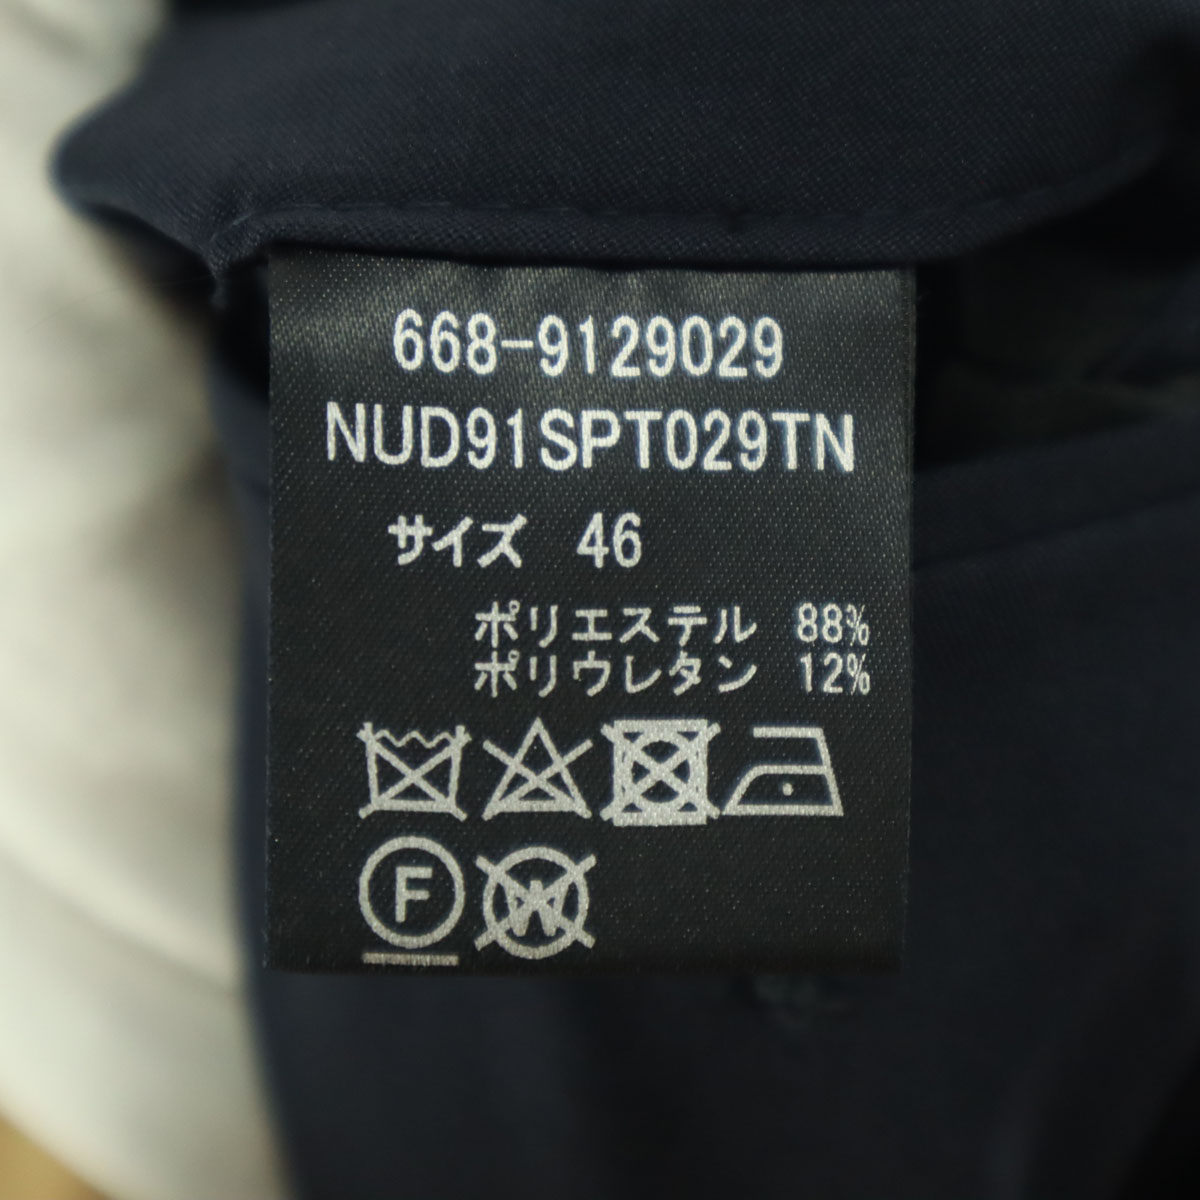 668-9129029
NUD91SPT029TN
サイズ 46
ポリエステル 88%
ポリウレタン 12%
F W